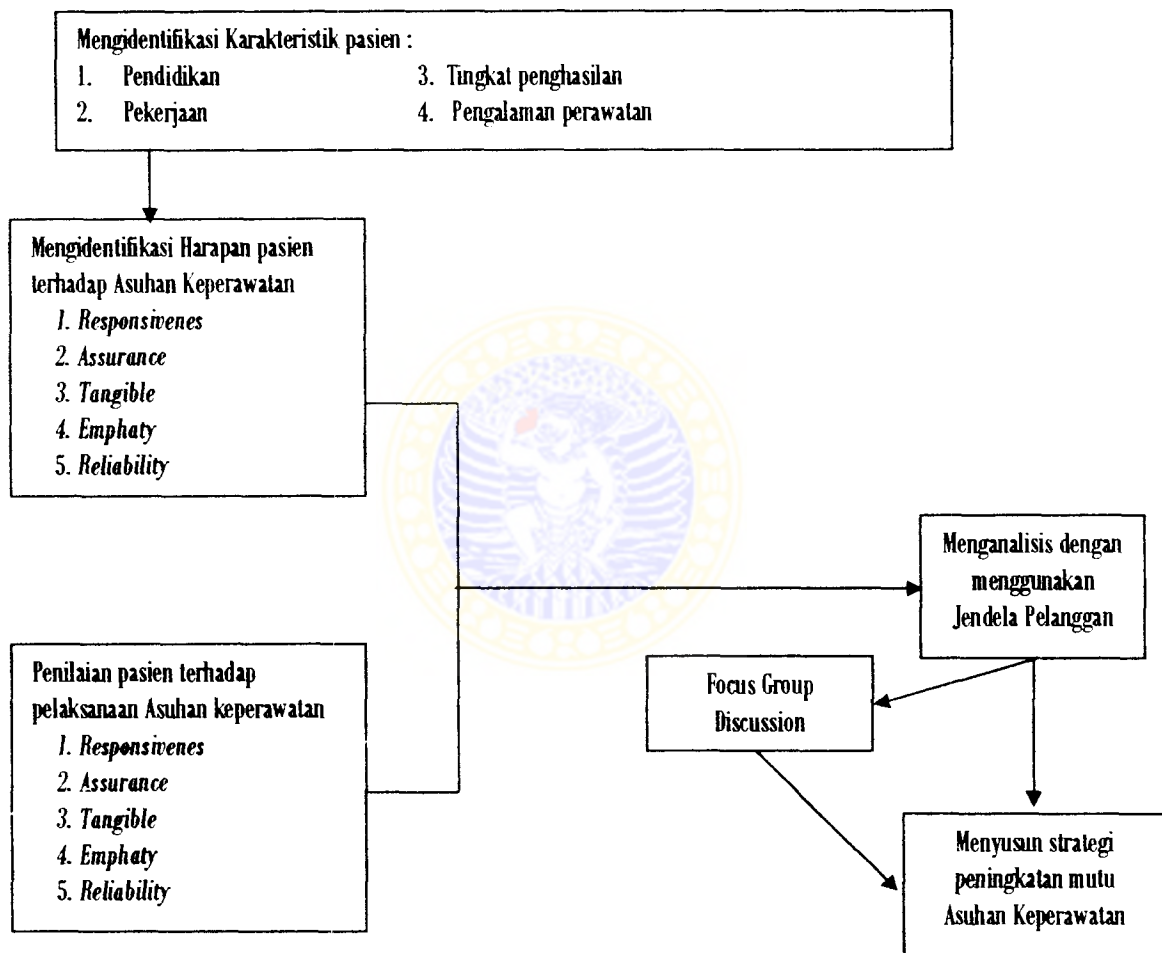 Mengidentifikasi Karakteristik pasien :
1. Pendidikan 3. Tingkat penghasilan
2. Pekerjaan 4. Pengalaman perawatan
Mengidentifikasi Harapan pasien
terhadap Asuhan Keperawatan
1. Responsivenes
2. Assurance
3. Tangible
4. Emphaty
5. Reliability
Penilaian pasien terhadap
pelaksanaan Asuhan keperawatan
1. Responsivenes
2. Assurance
3. Tangible
4. Emphaty
5. Reliability
Menganalisis dengan
menggunakan
Jendela Pelanggan
Focus Group
Discussion
Menyusun strategi
peningkatan mutu
Asuhan Keperawatan